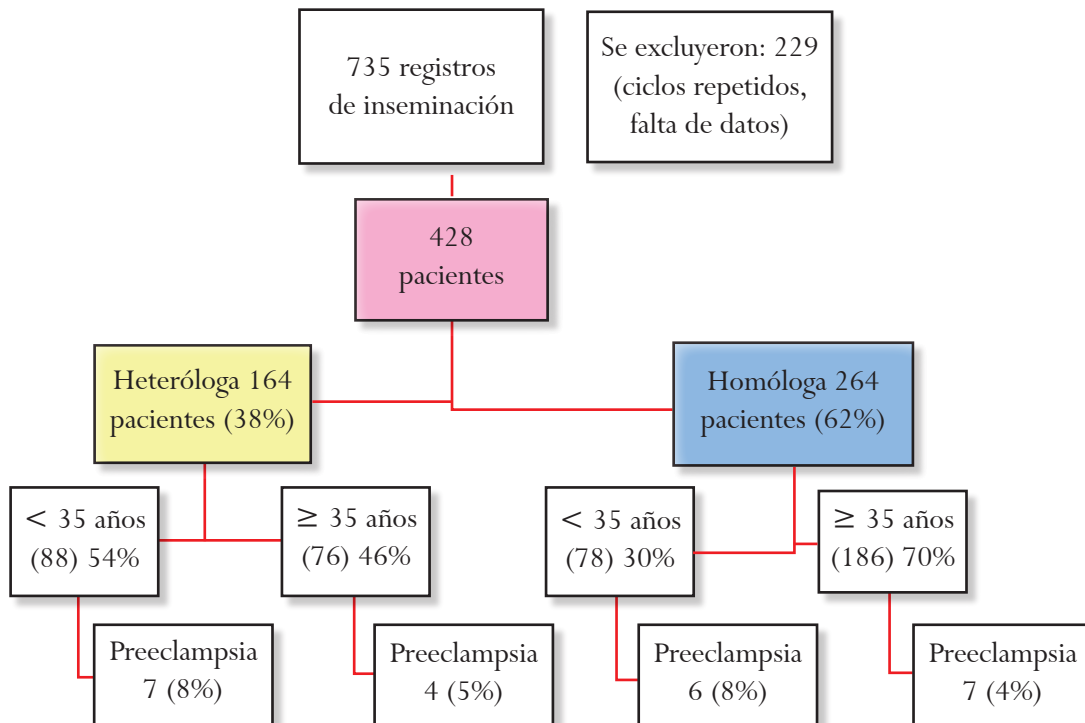 735 registros
de inseminación
Se excluyeron: 229
(ciclos repetidos,
falta de datos)
428
pacientes
Heteróloga 164
pacientes (38%)
Homóloga 264
pacientes (62%)
< 35 años
(88) 54%
≥ 35 años
(76) 46%
< 35 años
(78) 30%
≥ 35 años
(186) 70%
Preeclampsia
7 (8%)
Preeclampsia
4 (5%)
Preeclampsia
6 (8%)
Preeclampsia
7 (4%)